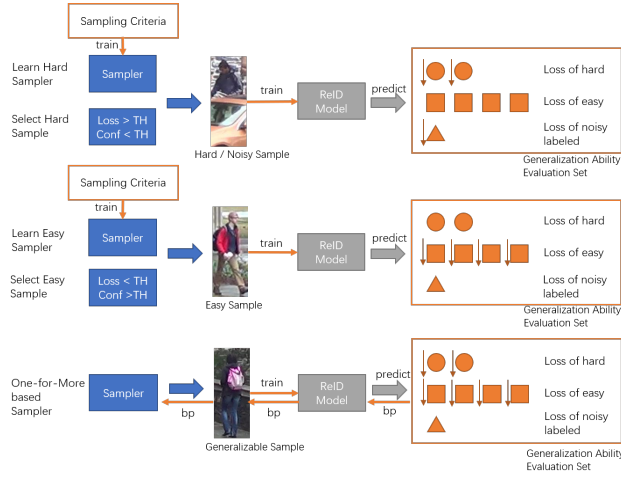 Sampling Criteria
train
Learn Hard
Sampler
Sampler
Select Hard
Sample
Loss > TH
Conf < TH
Hard / Noisy Sample
train
ReID
Model
predict
Loss of hard
Loss of easy
Loss of noisy
labeled
Generalization Ability
Evaluation Set
Sampling Criteria
train
Learn Easy
Sampler
Sampler
Select Easy
Sample
Loss < TH
Conf >TH
Easy Sample
train
ReID
Model
predict
Loss of hard
Loss of easy
Loss of noisy
labeled
Generalization Ability
Evaluation Set
One-for-More
based
Sampler
Sampler
bp
Generalizable Sample
train
bp
ReID
Model
predict
bp
Loss of hard
Loss of easy
Loss of noisy
labeled
Generalization Ability
Evaluation Set